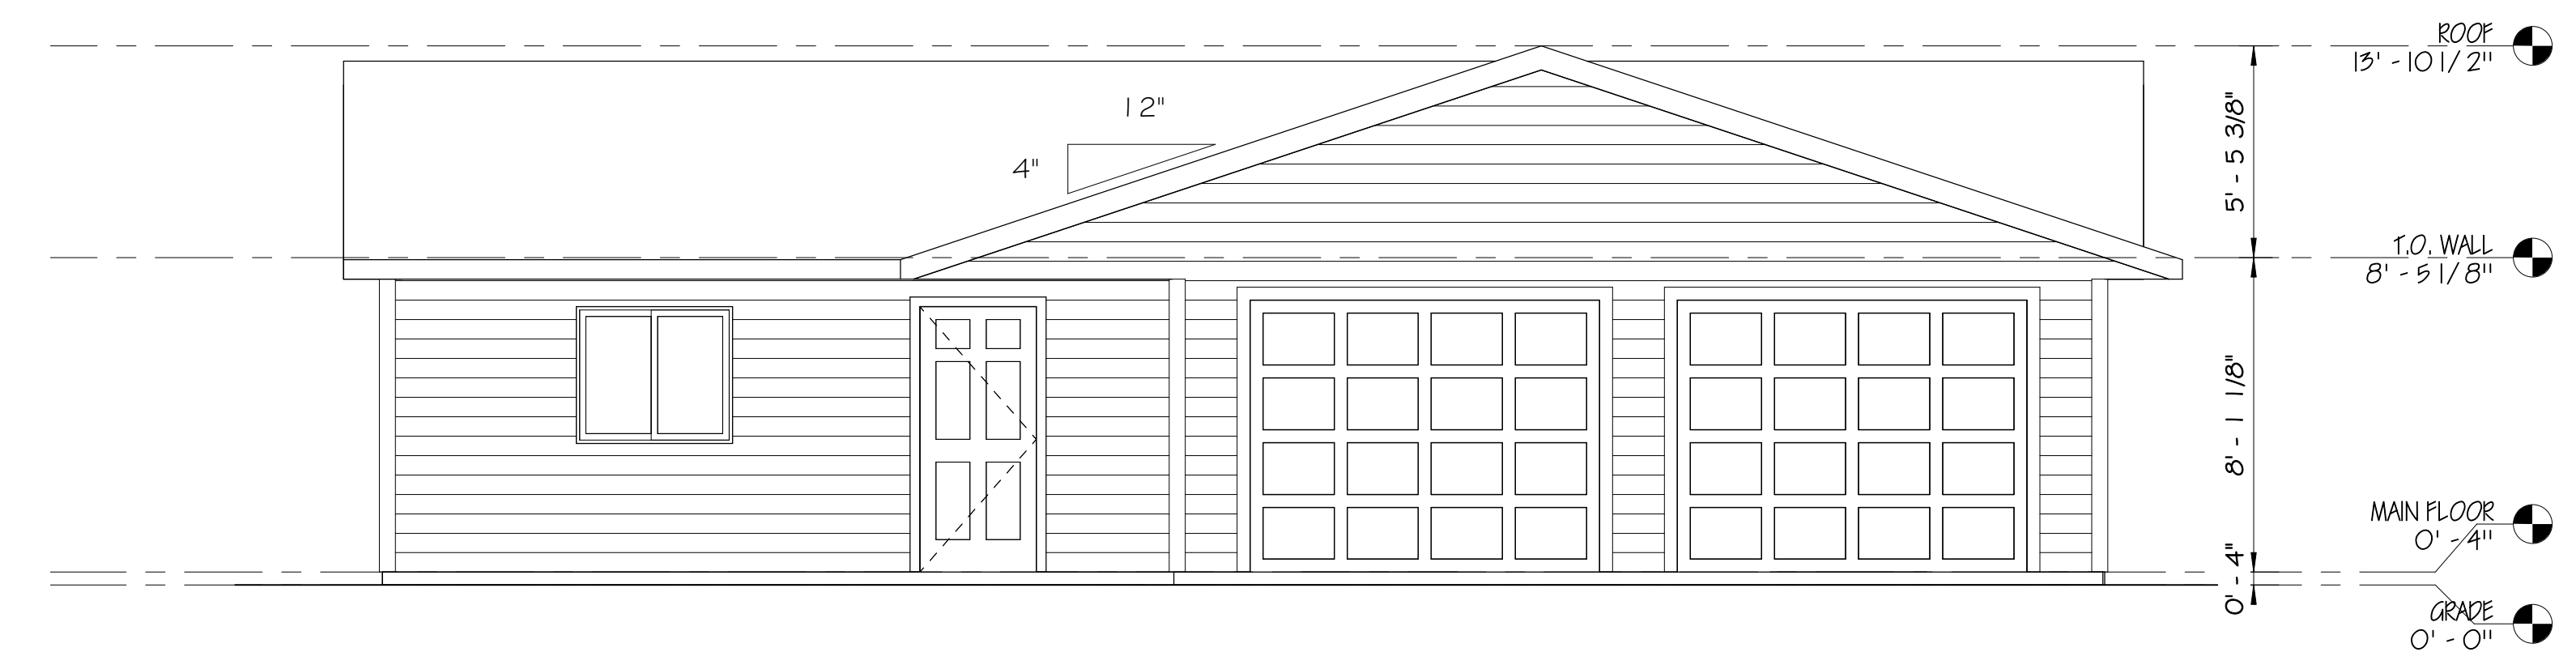 ROOF
13' - 10 1/2"
12"
4"
5' - 5 3/8"
T.O. WALL
8' - 5 1/8"
8' - 1 1/8"
MAIN FLOOR
0' - 4"
0' - 4"
GRADE
0' - 0"